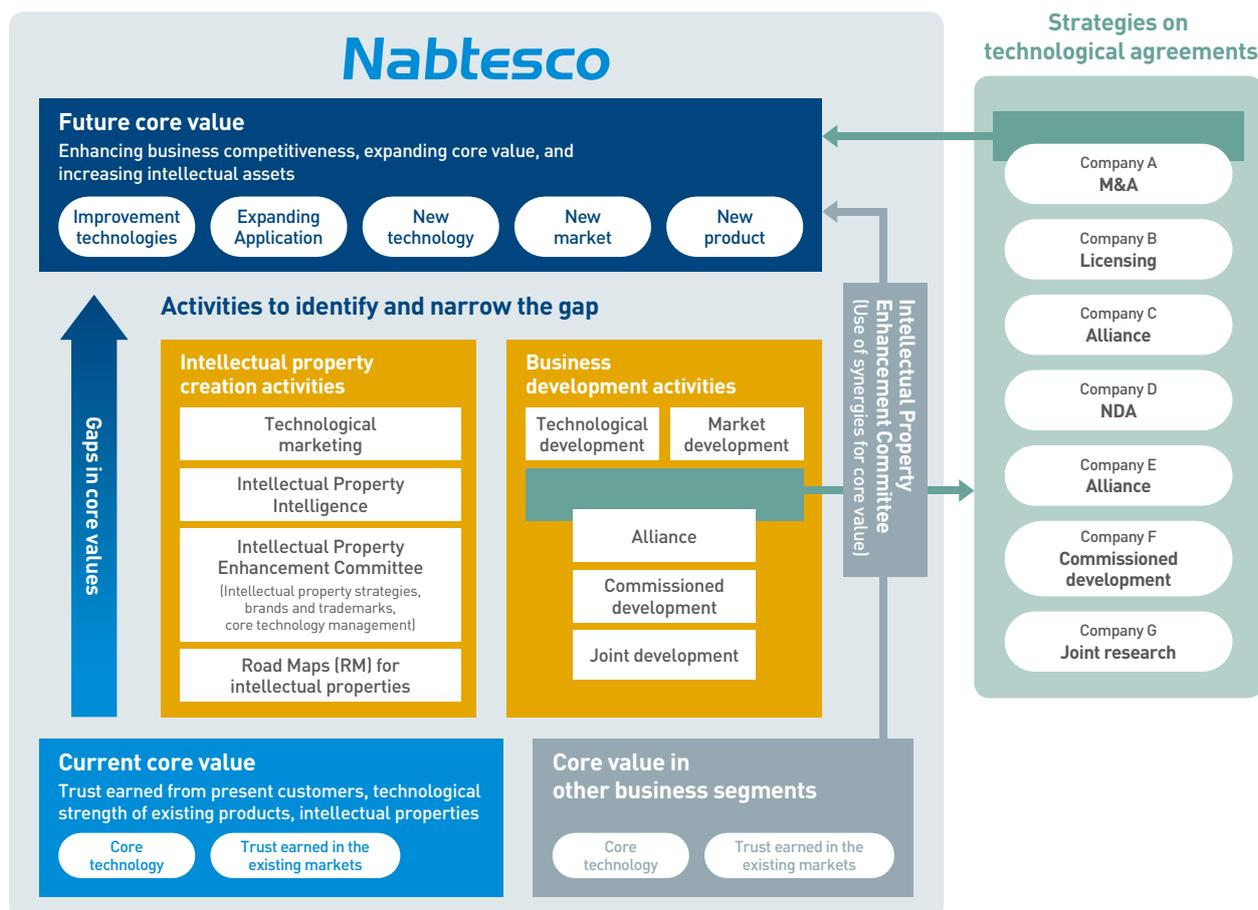 Nabtesco
Strategies on
technological agreements
Future core value
Enhancing business competitiveness, expanding core value, and
increasing intellectual assets
Improvement
technologies
Expanding
Application
New
technology
New
market
New
product
Activities to identify and narrow the gap
Gaps in core values
Intellectual property
creation activities
Technological
marketing
Intellectual Property
Intelligence
Intellectual Property
Enhancement Committee
(Intellectual property strategies,
brands and trademarks,
core technology management)
Road Maps (RM) for
intellectual properties
Business
development activities
Technological
development
Market
development
Alliance
Commissioned
development
Joint development
Intellectual Property
Enhancement Committee
(Use of synergies for core value)
Company A
M&A
Company B
Licensing
Company C
Alliance
Company D
NDA
Company E
Alliance
Company F
Commissioned
development
Company G
Joint research
Current core value
Trust earned from present customers, technological
strength of existing products, intellectual properties
Core
technology
Trust earned in the
existing markets
Core value in
other business segments
Core
technology
Trust earned in the
existing markets